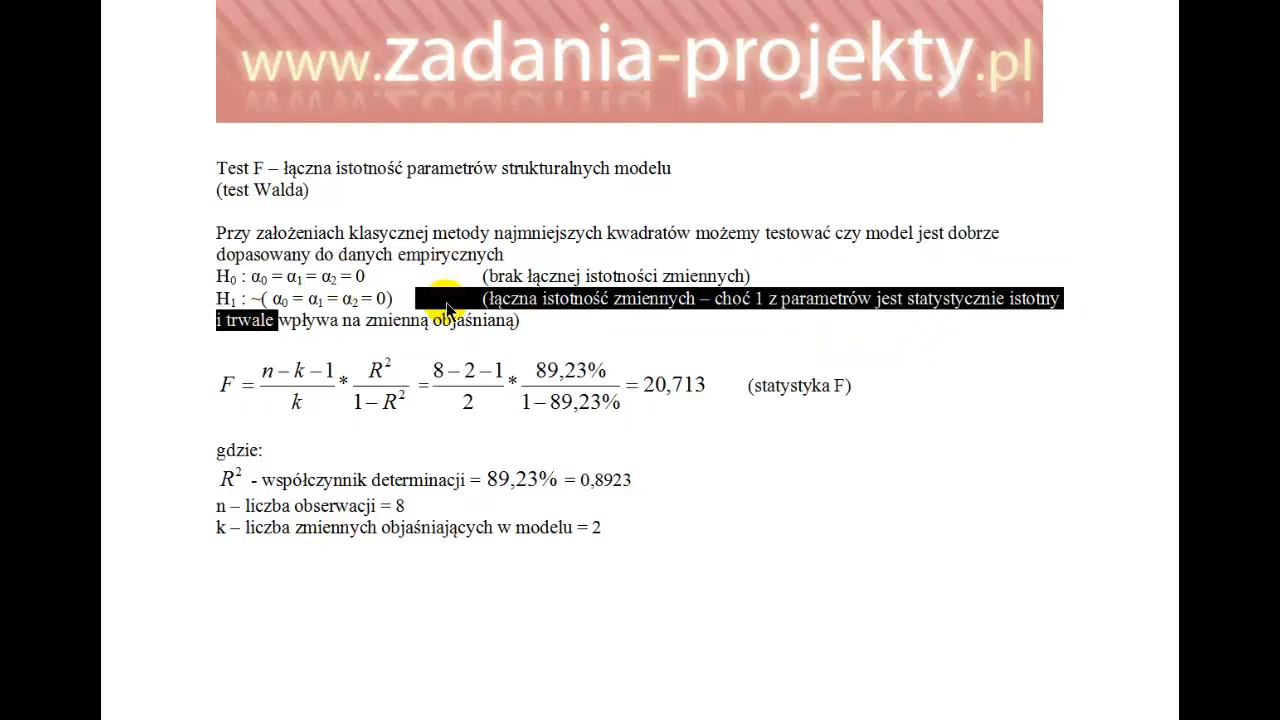 www.zadania-projekty.pl
Test F – łączna istotność parametrów strukturalnych modelu
(test Walda)
Przy założeniach klasycznej metody najmniejszych kwadratów możemy testować czy model jest dobrze
dopasowany do danych empirycznych
H₀ : α₀ = α₁ = α₂ = 0 (brak łącznej istotności zmiennych)
H₁ : ~( α₀ = α₁ = α₂ = 0) (łączna istotność zmiennych – choć 1 z parametrów jest statystycznie istotny
i trwale wpływa na zmienną objaśnianą)
F = (n − k − 1)/k * R²/(1 − R²) = (8 − 2 − 1)/2 * 89,23%/(1 − 89,23%) = 20,713 (statystyka F)
gdzie:
R² - współczynnik determinacji = 89,23% = 0,8923
n – liczba obserwacji = 8
k – liczba zmiennych objaśniających w modelu = 2